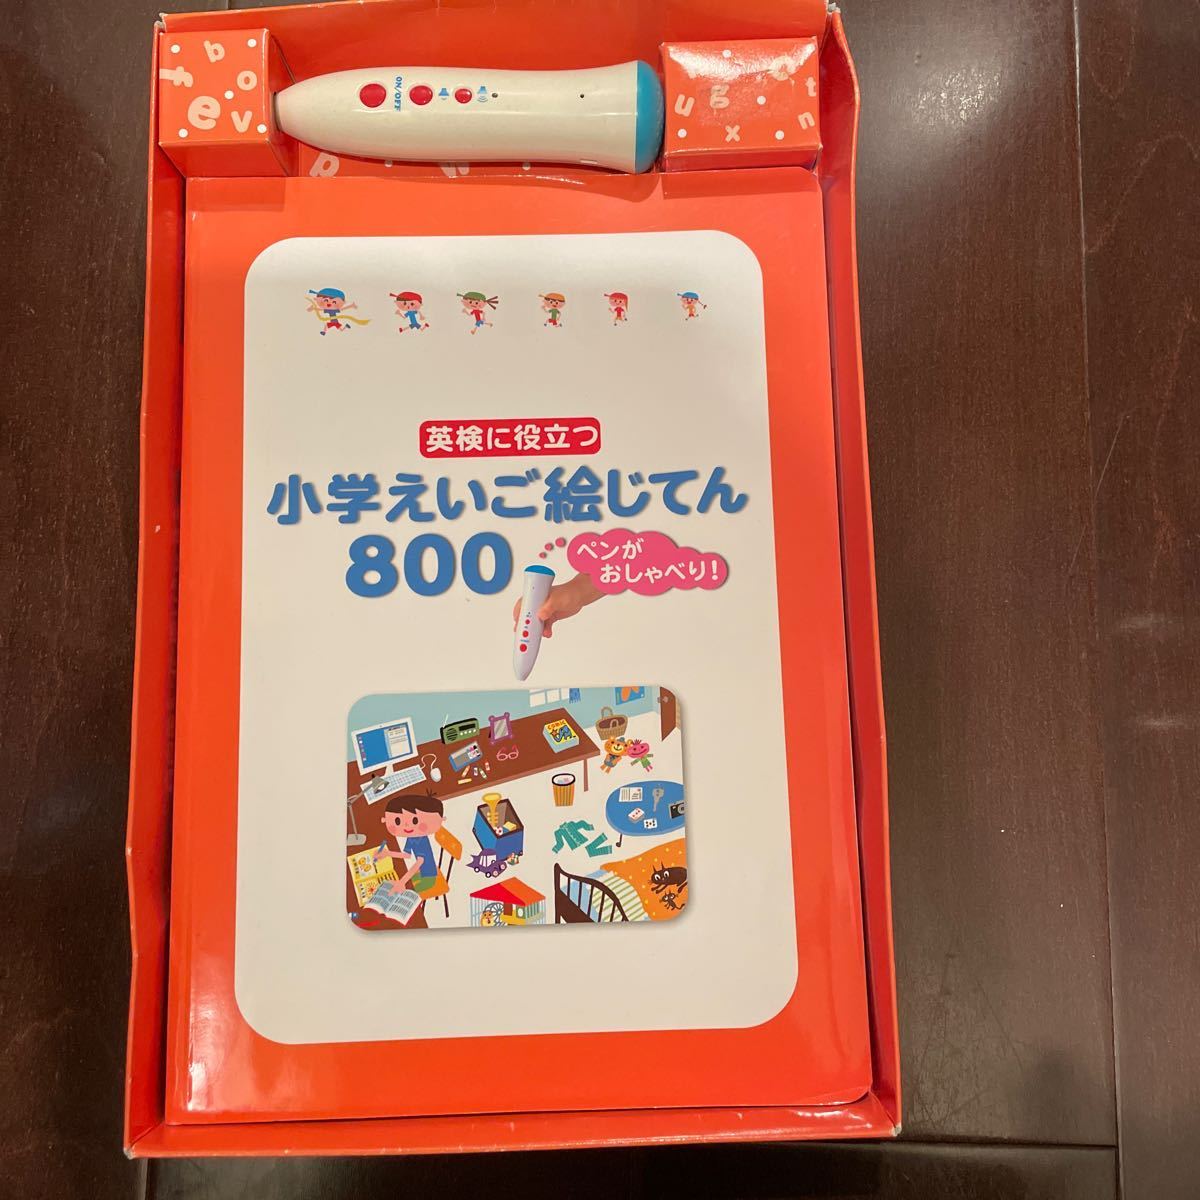 b
f o
e v
ON/OFF
u g e t
x n
p w
英検に役立つ
小学えいご絵じてん
800
ペンが
おしゃべり!
COMIC